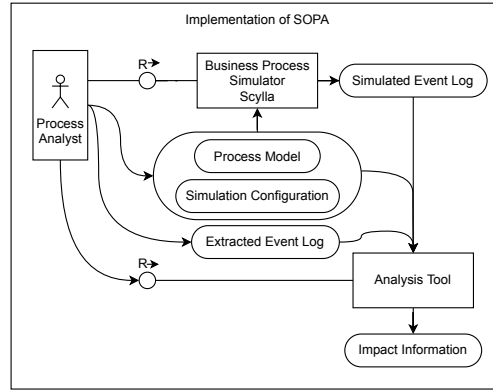 Implementation of SOPA
R
Business Process
Simulator
Scylla
Simulated Event Log
Process
Analyst
Process Model
Simulation Configuration
Extracted Event Log
R
Analysis Tool
Impact Information